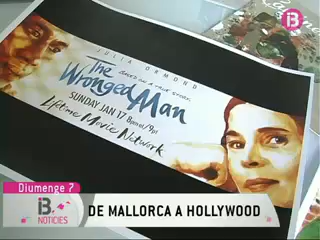 B
JULIA ORMOND
BASED ON A TRUE STORY
The
Wronged Man
SUNDAY JAN 17 8PM/7C
Lifetime Movie Network
Diumenge 7
B.
NOTÍCIES
DE MALLORCA A HOLLYWOOD